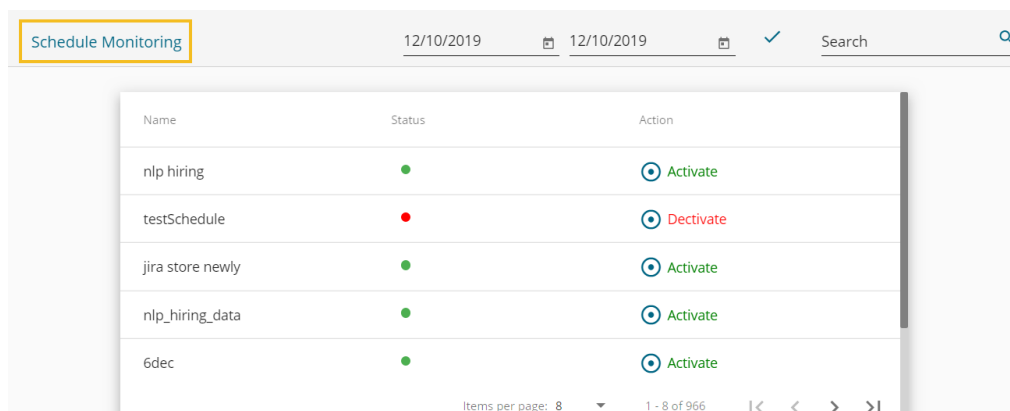 Schedule Monitoring 12/10/2019 12/10/2019 Search
Name Status Action
nlp hiring Activate
testSchedule Dectivate
jira store newly Activate
nlp_hiring_data Activate
6dec Activate
Items per page: 8 1 - 8 of 966